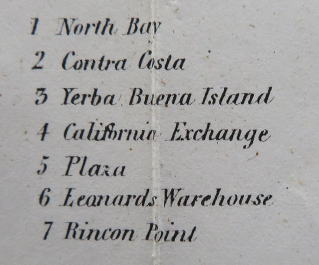 1 North Bay
2 Contra Costa
3 Yerba Buena Island
4 California Exchange
5 Plaza
6 Leonards Warehouse
7 Rincon Point